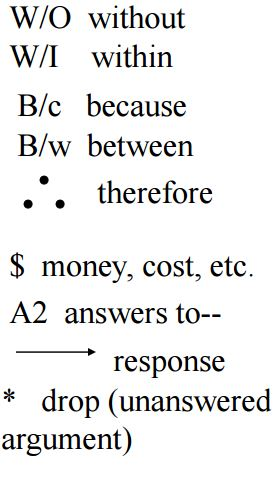 W/O without
W/I within
B/c because
B/w between
∴ therefore
$ money, cost, etc.
A2 answers to--
→ response
* drop (unanswered
argument)